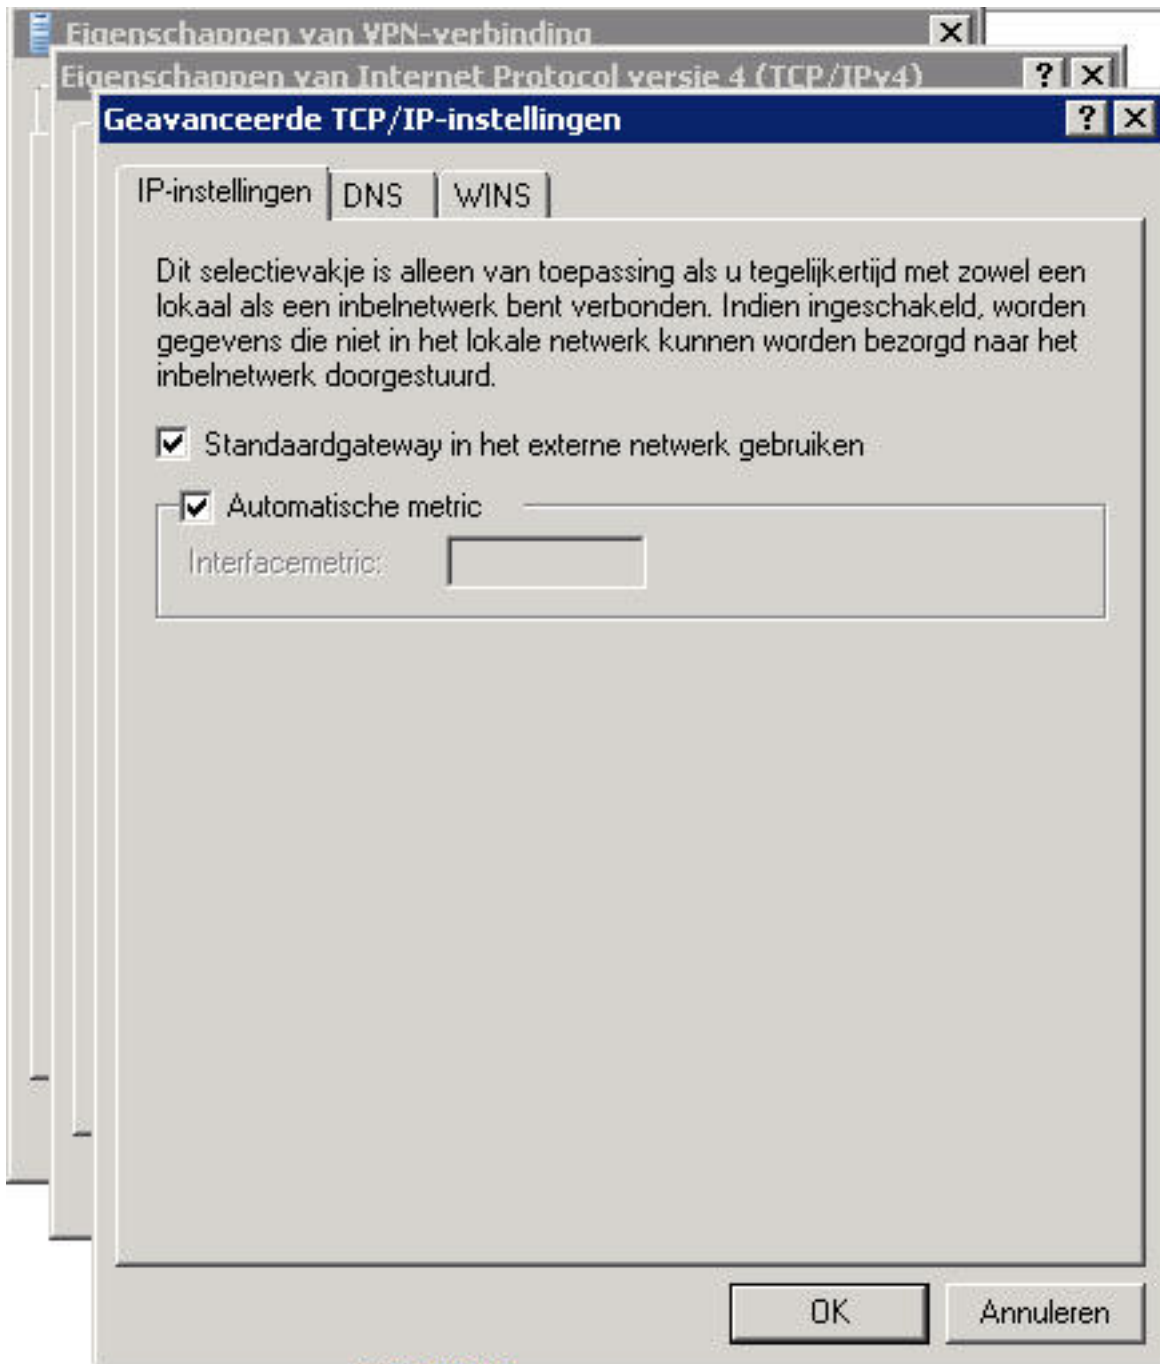 Eigenschappen van VPN-verbinding
Eigenschappen van Internet Protocol versie 4 (TCP/IPv4)
Geavanceerde TCP/IP-instellingen
IP-instellingen DNS WINS
Dit selectievakje is alleen van toepassing als u tegelijkertijd met zowel een
lokaal als een inbelnetwerk bent verbonden. Indien ingeschakeld, worden
gegevens die niet in het lokale netwerk kunnen worden bezorgd naar het
inbelnetwerk doorgestuurd.
Standaardgateway in het externe netwerk gebruiken
Automatische metric
Interfacemetric:
OK Annuleren